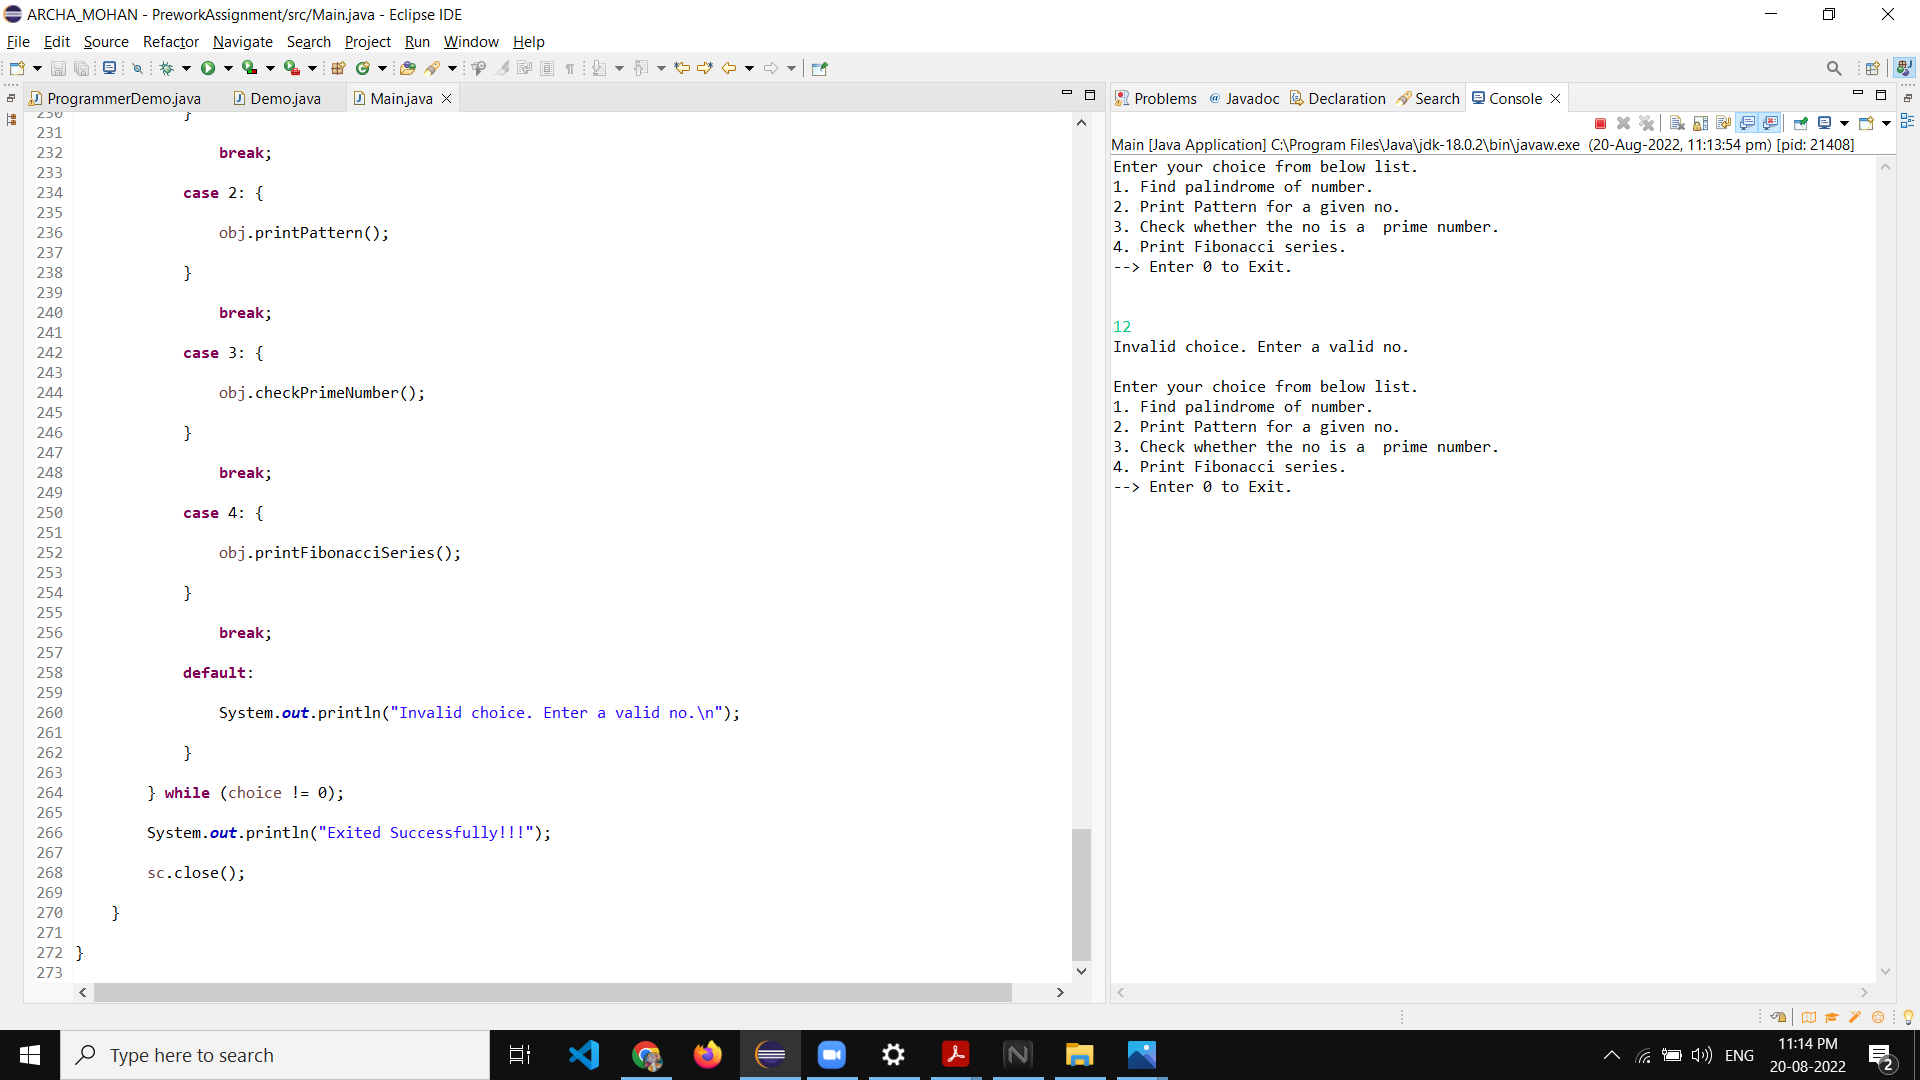 ARCHA_MOHAN - PreworkAssignment/src/Main.java - Eclipse IDE
File Edit Source Refactor Navigate Search Project Run Window Help
ProgrammerDemo.java Demo.java Main.java
230 }
231
232 break;
233
234 case 2: {
235
236 obj.printPattern();
237
238 }
239
240 break;
241
242 case 3: {
243
244 obj.checkPrimeNumber();
245
246 }
247
248 break;
249
250 case 4: {
251
252 obj.printFibonacciSeries();
253
254 }
255
256 break;
257
258 default:
259
260 System.out.println("Invalid choice. Enter a valid no.\n");
261
262 }
263
264 } while (choice != 0);
265
266 System.out.println("Exited Successfully!!!");
267
268 sc.close();
269
270 }
271
272 }
273
Problems Javadoc Declaration Search Console
Main [Java Application] C:\Program Files\Java\jdk-18.0.2\bin\javaw.exe (20-Aug-2022, 11:13:54 pm) [pid: 21408]
Enter your choice from below list.
1. Find palindrome of number.
2. Print Pattern for a given no.
3. Check whether the no is a  prime number.
4. Print Fibonacci series.
--> Enter 0 to Exit.
12
Invalid choice. Enter a valid no.
Enter your choice from below list.
1. Find palindrome of number.
2. Print Pattern for a given no.
3. Check whether the no is a  prime number.
4. Print Fibonacci series.
--> Enter 0 to Exit.
Type here to search
ENG
11:14 PM
20-08-2022
2